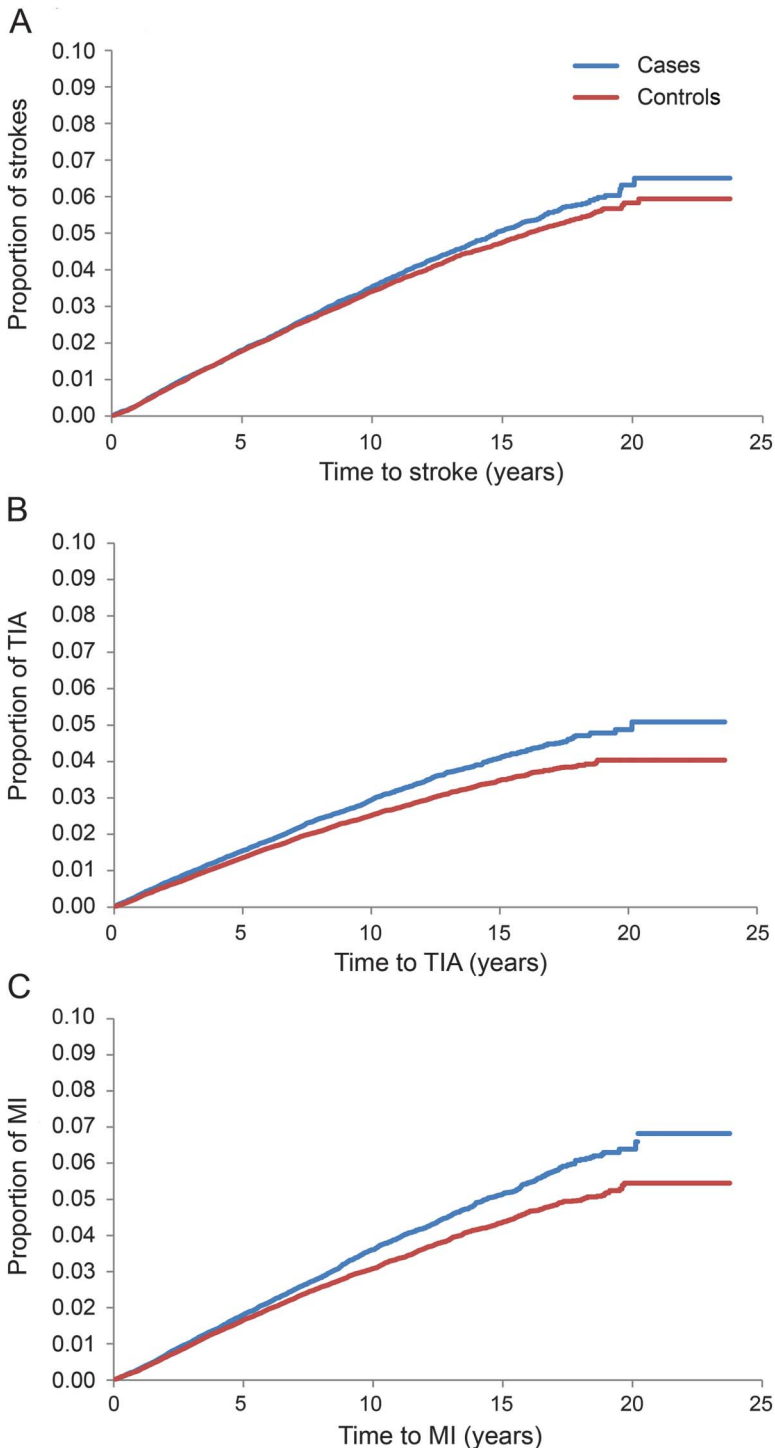 A
Proportion of strokes
0.10
0.09
0.08
0.07
0.06
0.05
0.04
0.03
0.02
0.01
0.00
Cases
Controls
0 5 10 15 20 25
Time to stroke (years)
B
Proportion of TIA
0.10
0.09
0.08
0.07
0.06
0.05
0.04
0.03
0.02
0.01
0.00
0 5 10 15 20 25
Time to TIA (years)
C
Proportion of MI
0.10
0.09
0.08
0.07
0.06
0.05
0.04
0.03
0.02
0.01
0.00
0 5 10 15 20 25
Time to MI (years)